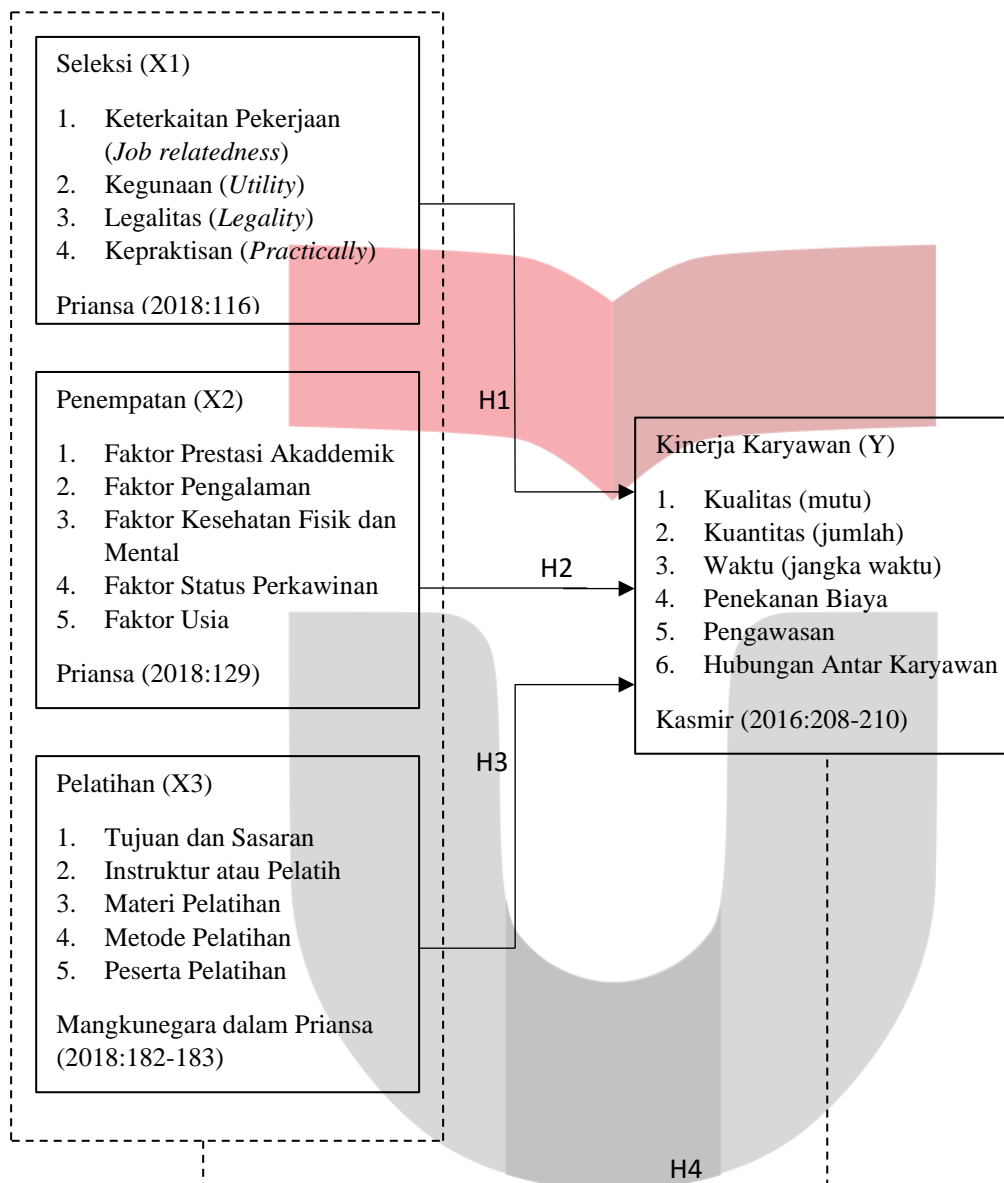 Seleksi (X1)
1. Keterkaitan Pekerjaan
(Job relatedness)
2. Kegunaan (Utility)
3. Legalitas (Legality)
4. Kepraktisan (Practically)
Priansa (2018:116)
Penempatan (X2)
1. Faktor Prestasi Akaddemik
2. Faktor Pengalaman
3. Faktor Kesehatan Fisik dan
Mental
4. Faktor Status Perkawinan
5. Faktor Usia
Priansa (2018:129)
Pelatihan (X3)
1. Tujuan dan Sasaran
2. Instruktur atau Pelatih
3. Materi Pelatihan
4. Metode Pelatihan
5. Peserta Pelatihan
Mangkunegara dalam Priansa
(2018:182-183)
H1
H2
H3
Kinerja Karyawan (Y)
1. Kualitas (mutu)
2. Kuantitas (jumlah)
3. Waktu (jangka waktu)
4. Penekanan Biaya
5. Pengawasan
6. Hubungan Antar Karyawan
Kasmir (2016:208-210)
H4